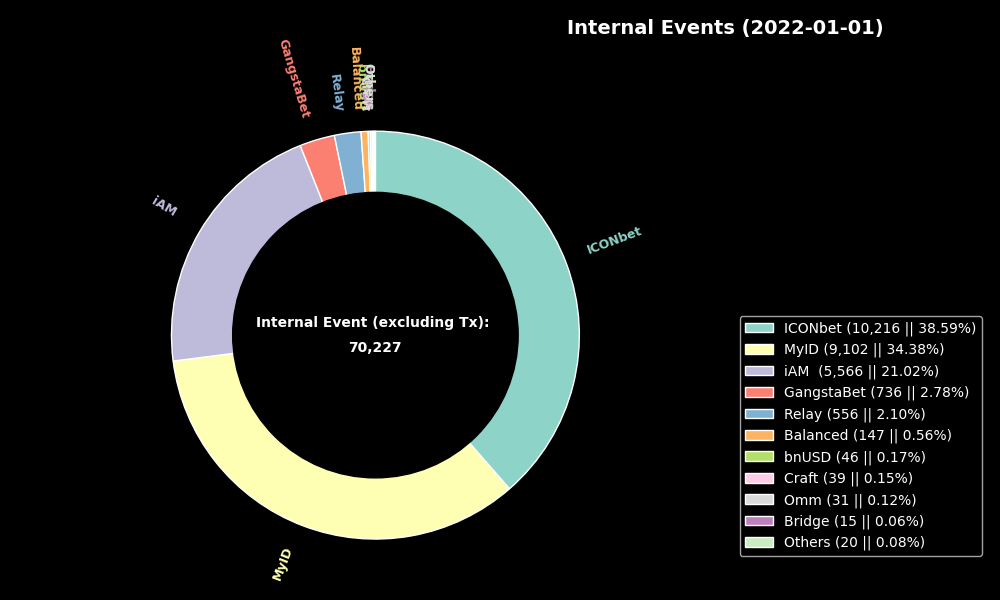 Internal Events (2022-01-01)
GangstaBet
Relay
Balanced
iAM
ICONbet
MyID
Internal Event (excluding Tx):
70,227
ICONbet (10,216 || 38.59%)
MyID (9,102 || 34.38%)
iAM  (5,566 || 21.02%)
GangstaBet (736 || 2.78%)
Relay (556 || 2.10%)
Balanced (147 || 0.56%)
bnUSD (46 || 0.17%)
Craft (39 || 0.15%)
Omm (31 || 0.12%)
Bridge (15 || 0.06%)
Others (20 || 0.08%)